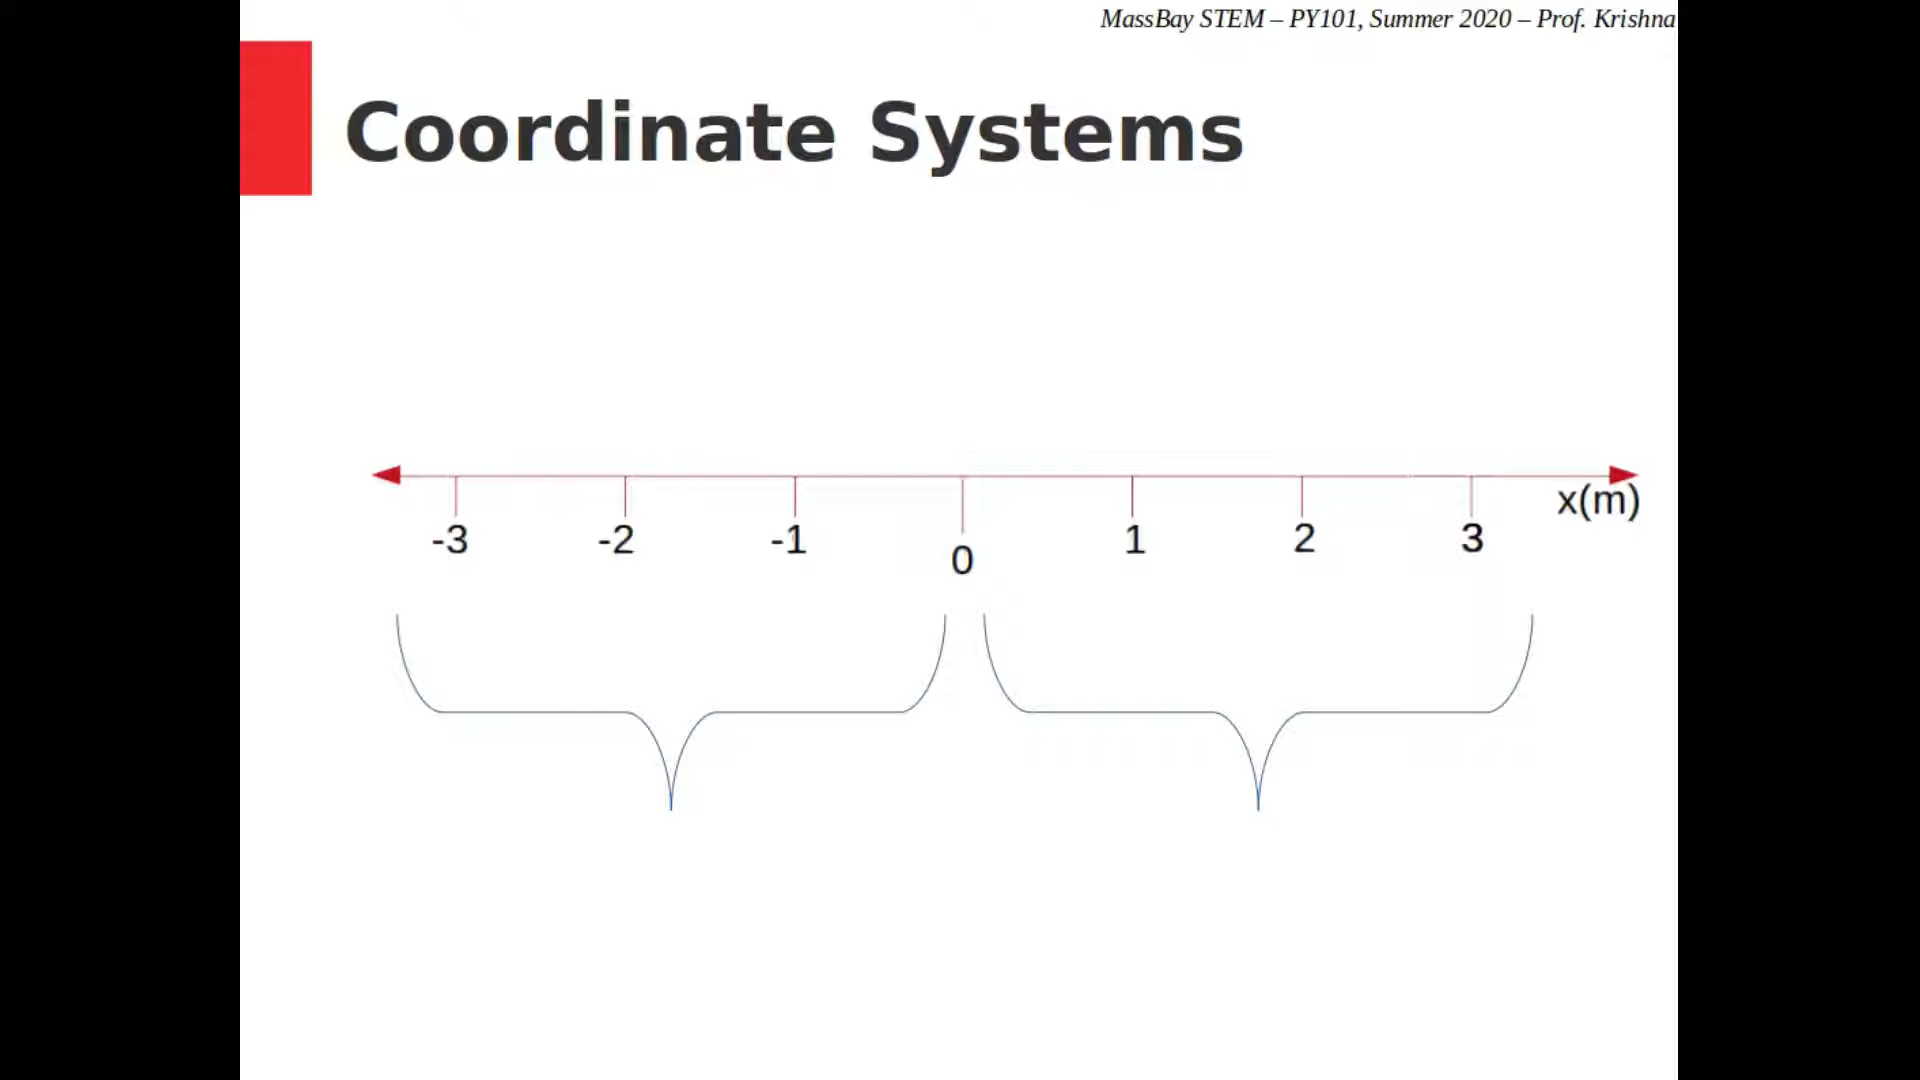 MassBay STEM – PY101, Summer 2020 – Prof. Krishna
Coordinate Systems
x(m)
-3 -2 -1 0 1 2 3